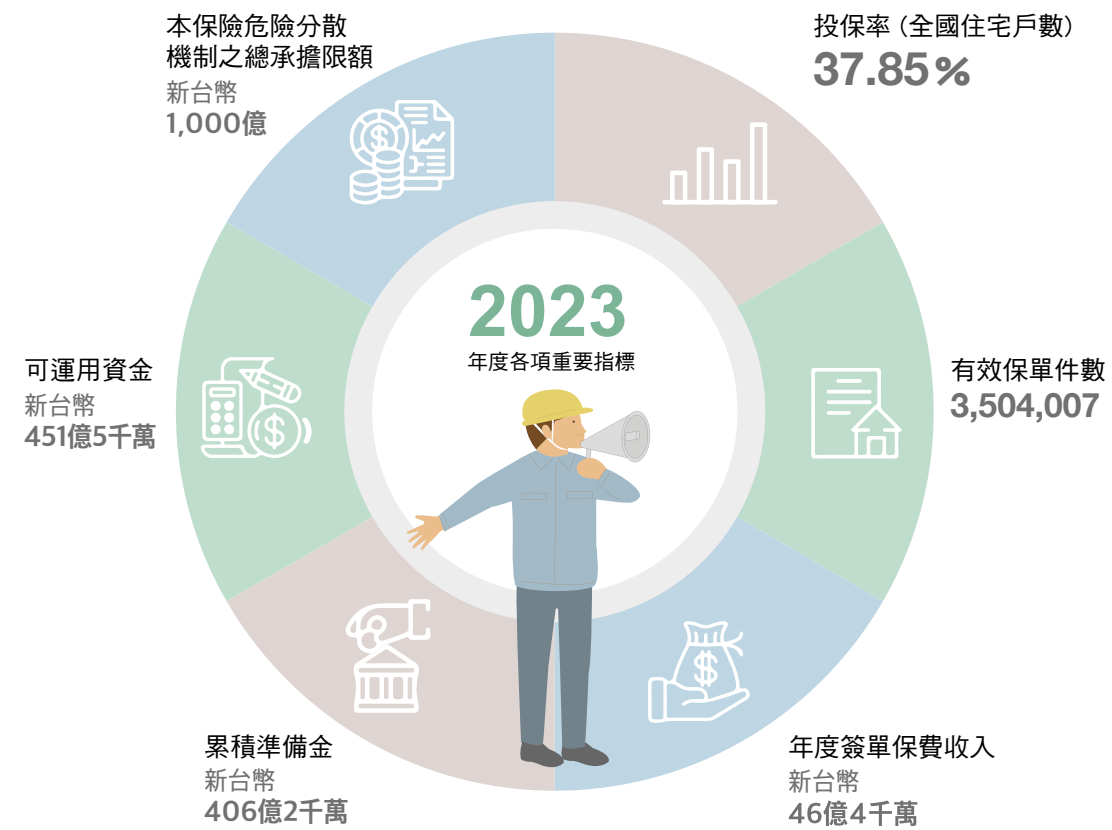 本保險危險分散
機制之總承擔限額
新台幣
1,000億
投保率（全國住宅戶數）
37.85%
2023
年度各項重要指標
可運用資金
新台幣
451億5千萬
有效保單件數
3,504,007
累積準備金
新台幣
406億2千萬
年度簽單保費收入
新台幣
46億4千萬